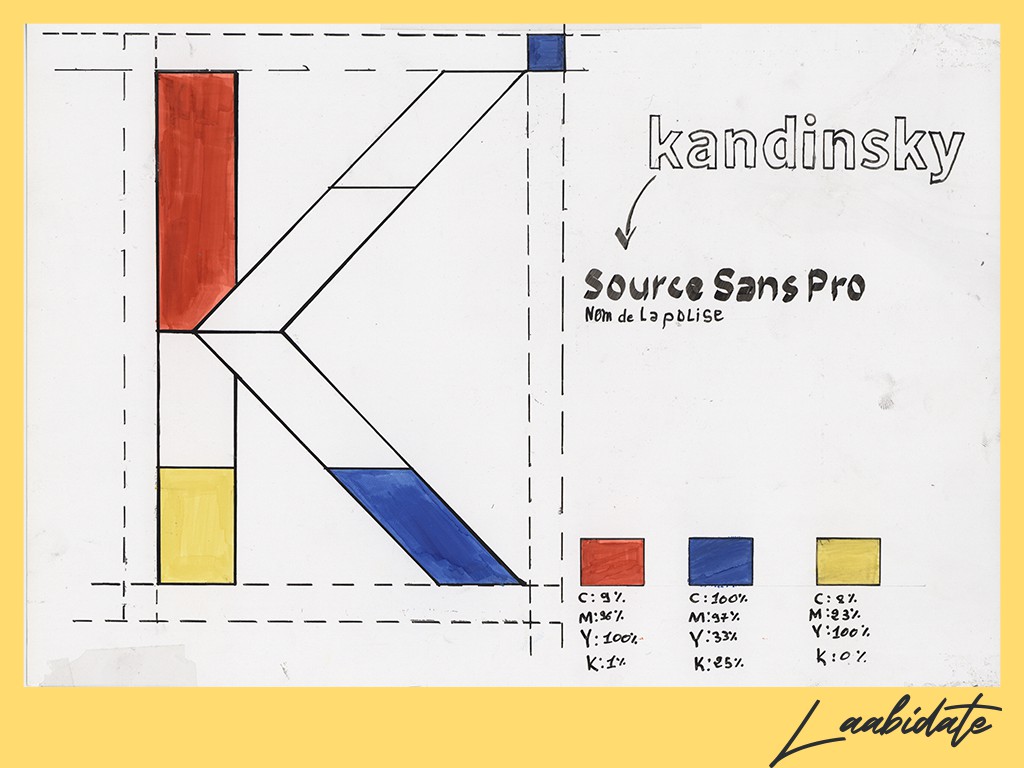 kandinsky
Source Sans Pro
Nom de la polise
C: 9%
M: 96%
Y: 100%
K: 1%
C: 100%
M: 97%
Y: 33%
K: 25%
C: 8%
M: 23%
Y: 100%
K: 0%
Laabidate